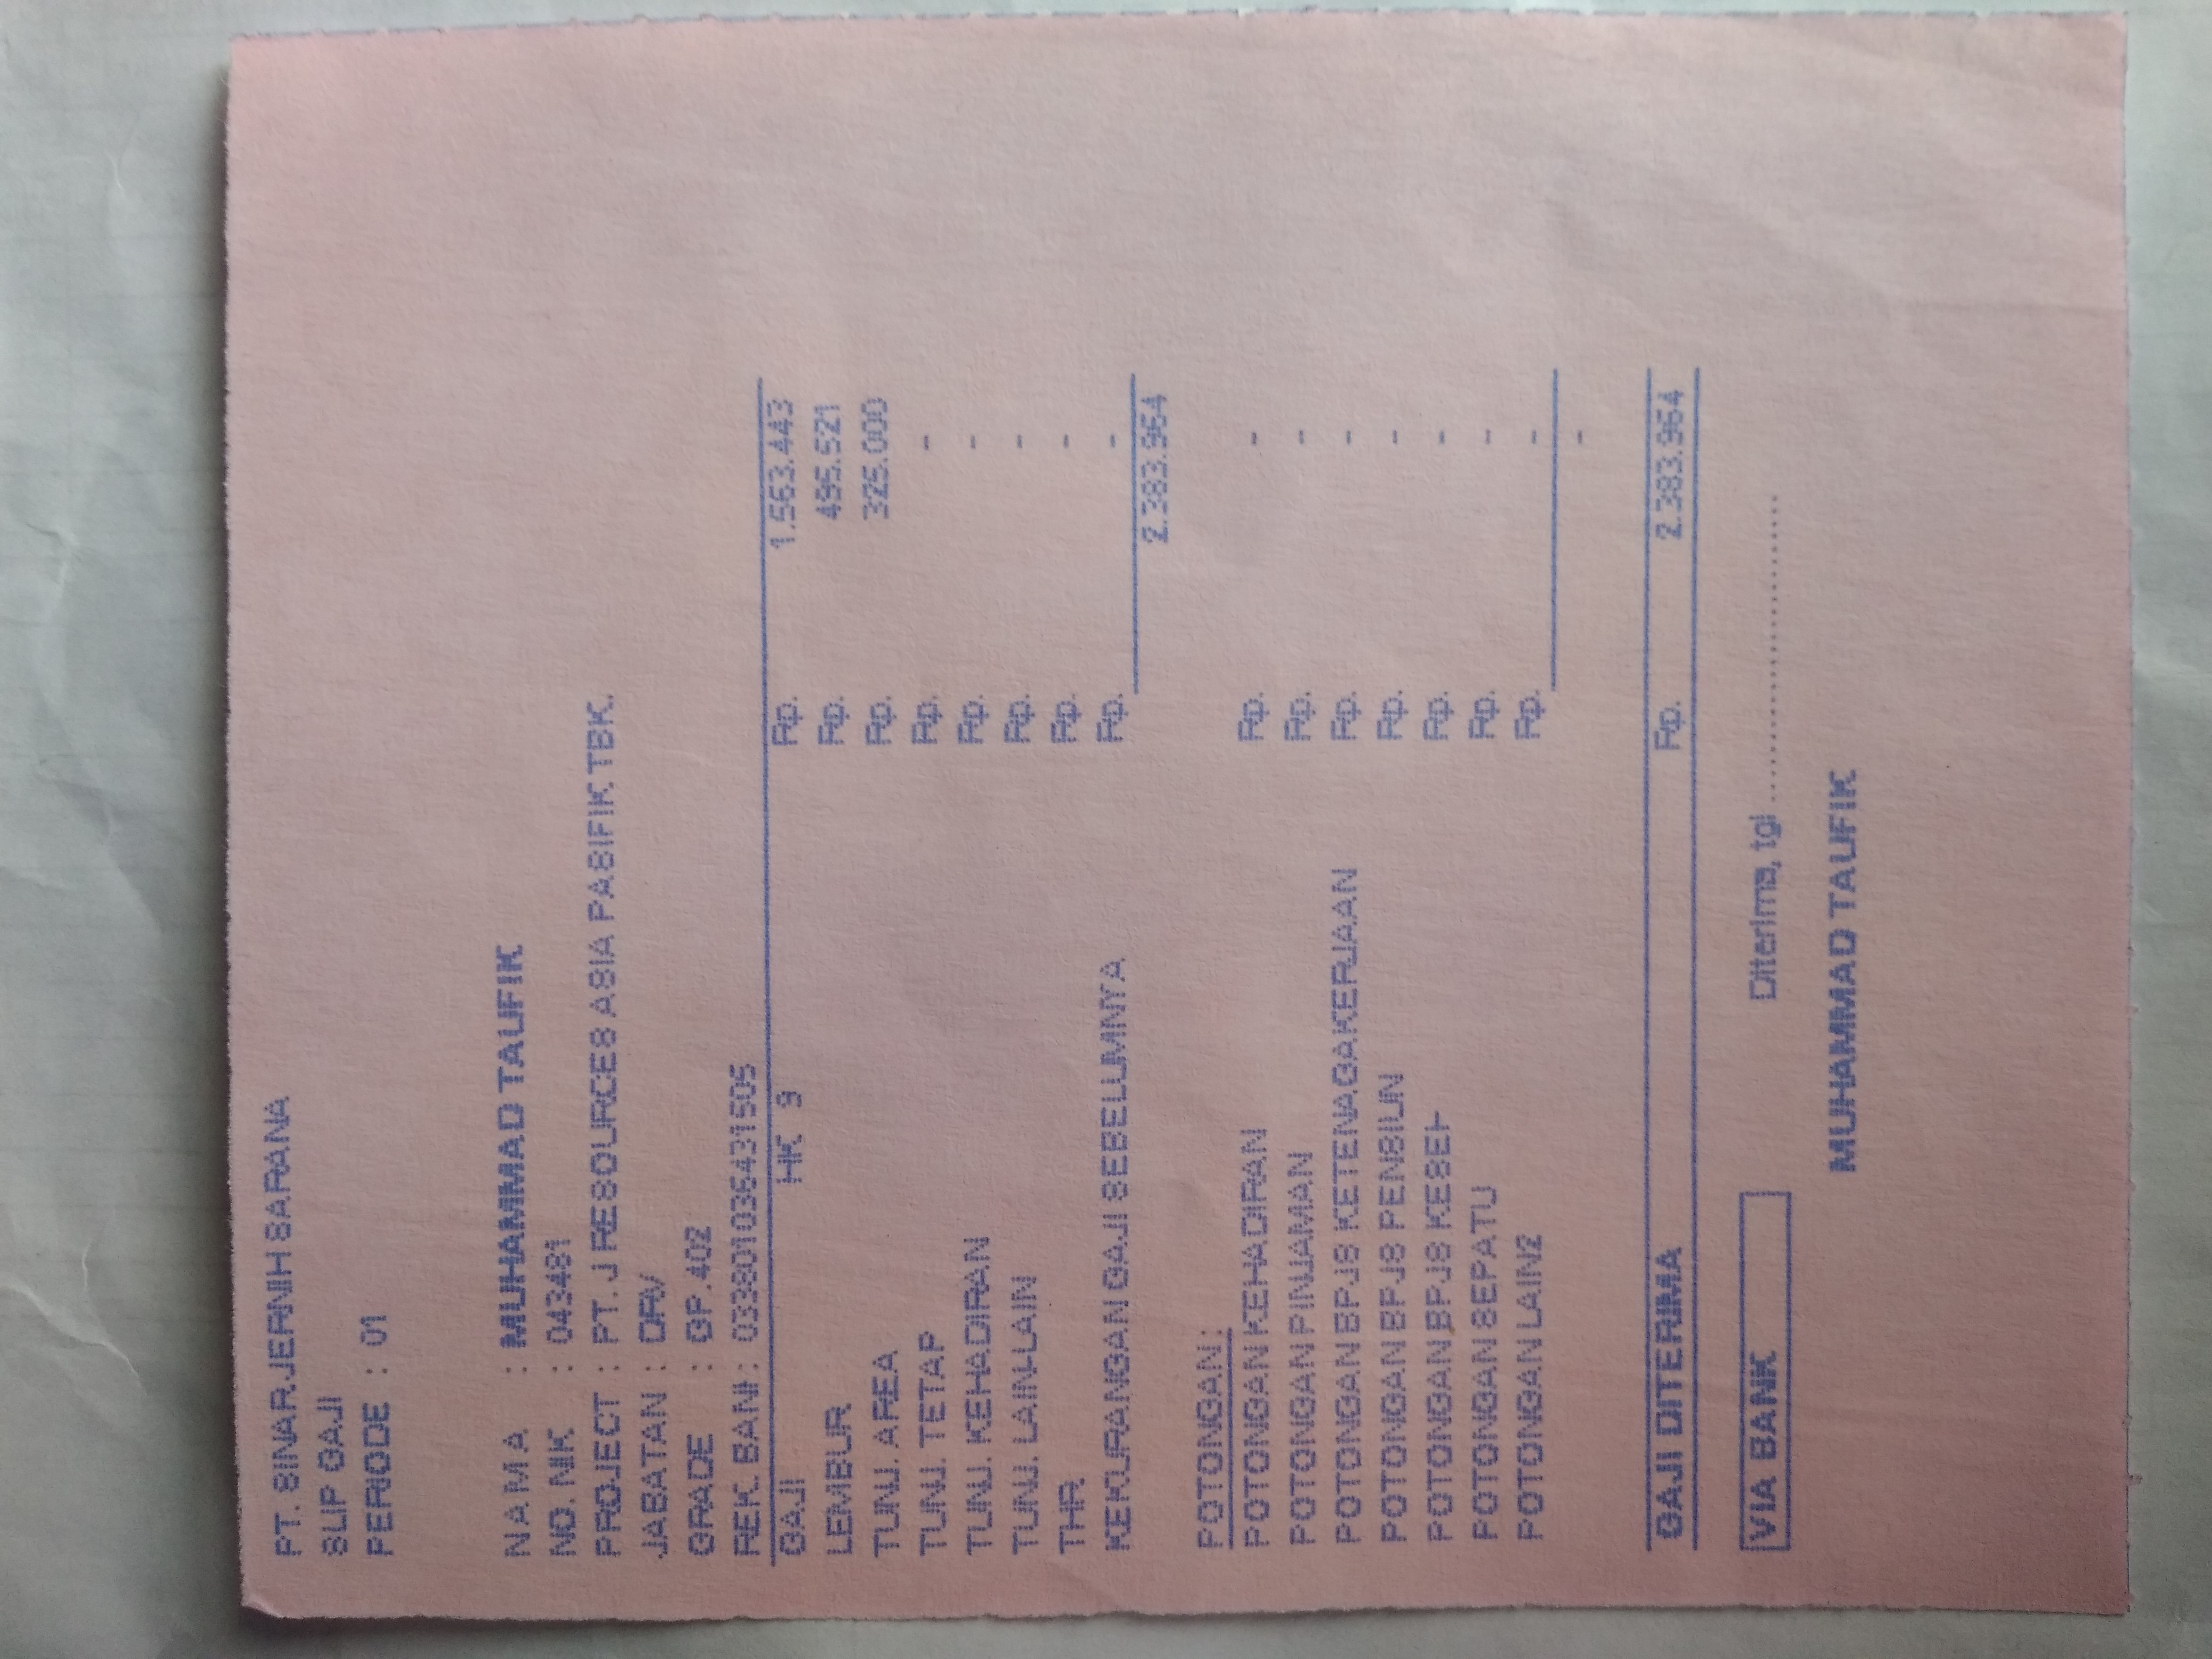 PT. SINAR JERNIH SARANA
SLIP GAJI
PERIODE : 01
NAMA : MUHAMMAD TAUFIK
NO. NIK : 043481
PROJECT : PT. J RESOURCES ASIA PASIFIK TBK.
JABATAN : DRV
GRADE : GP.402
REK. BANK : 033801036431505
GAJI HK 9 Rp. 1.563.443
LEMBUR Rp. 495.521
TUNJ. AREA Rp. 325.000
TUNJ. TETAP Rp. -
TUNJ. KEHADIRAN Rp. -
TUNJ. LAIN-LAIN Rp. -
THR Rp. -
KEKURANGAN GAJI SEBELUMNYA Rp. -
2.383.964
POTONGAN :
POTONGAN KEHADIRAN Rp. -
POTONGAN PINJAMAN Rp. -
POTONGAN BPJS KETENAGAKERJAAN Rp. -
POTONGAN BPJS PENSIUN Rp. -
POTONGAN BPJS KESEH Rp. -
POTONGAN SEPATU Rp. -
POTONGAN LAIN2 Rp. -
-
GAJI DITERIMA Rp. 2.383.964
VIA BANK Diterima, tgl ..............................
MUHAMMAD TAUFIK